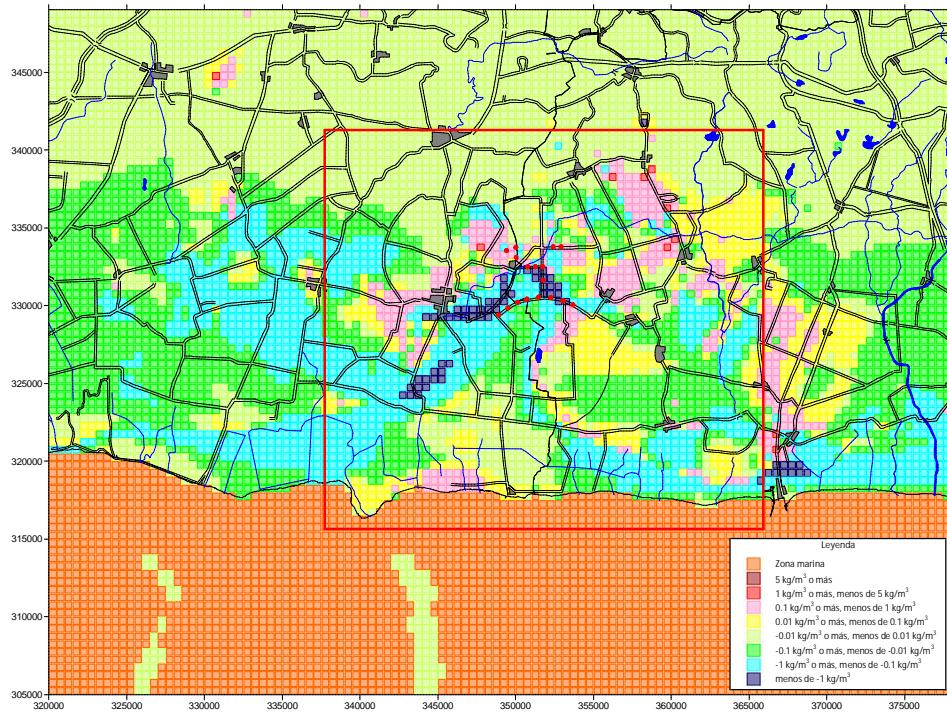 345000
340000
335000
330000
325000
320000
315000
310000
305000
320000 325000 330000 335000 340000 345000 350000 355000 360000 365000 370000 375000
Leyenda
Zona marina
5 kg/m³ o más
1 kg/m³ o más, menos de 5 kg/m³
0.1 kg/m³ o más, menos de 1 kg/m³
0.01 kg/m³ o más, menos de 0.1 kg/m³
-0.01 kg/m³ o más, menos de 0.01 kg/m³
-0.1 kg/m³ o más, menos de -0.01 kg/m³
-1 kg/m³ o más, menos de -0.1 kg/m³
menos de -1 kg/m³